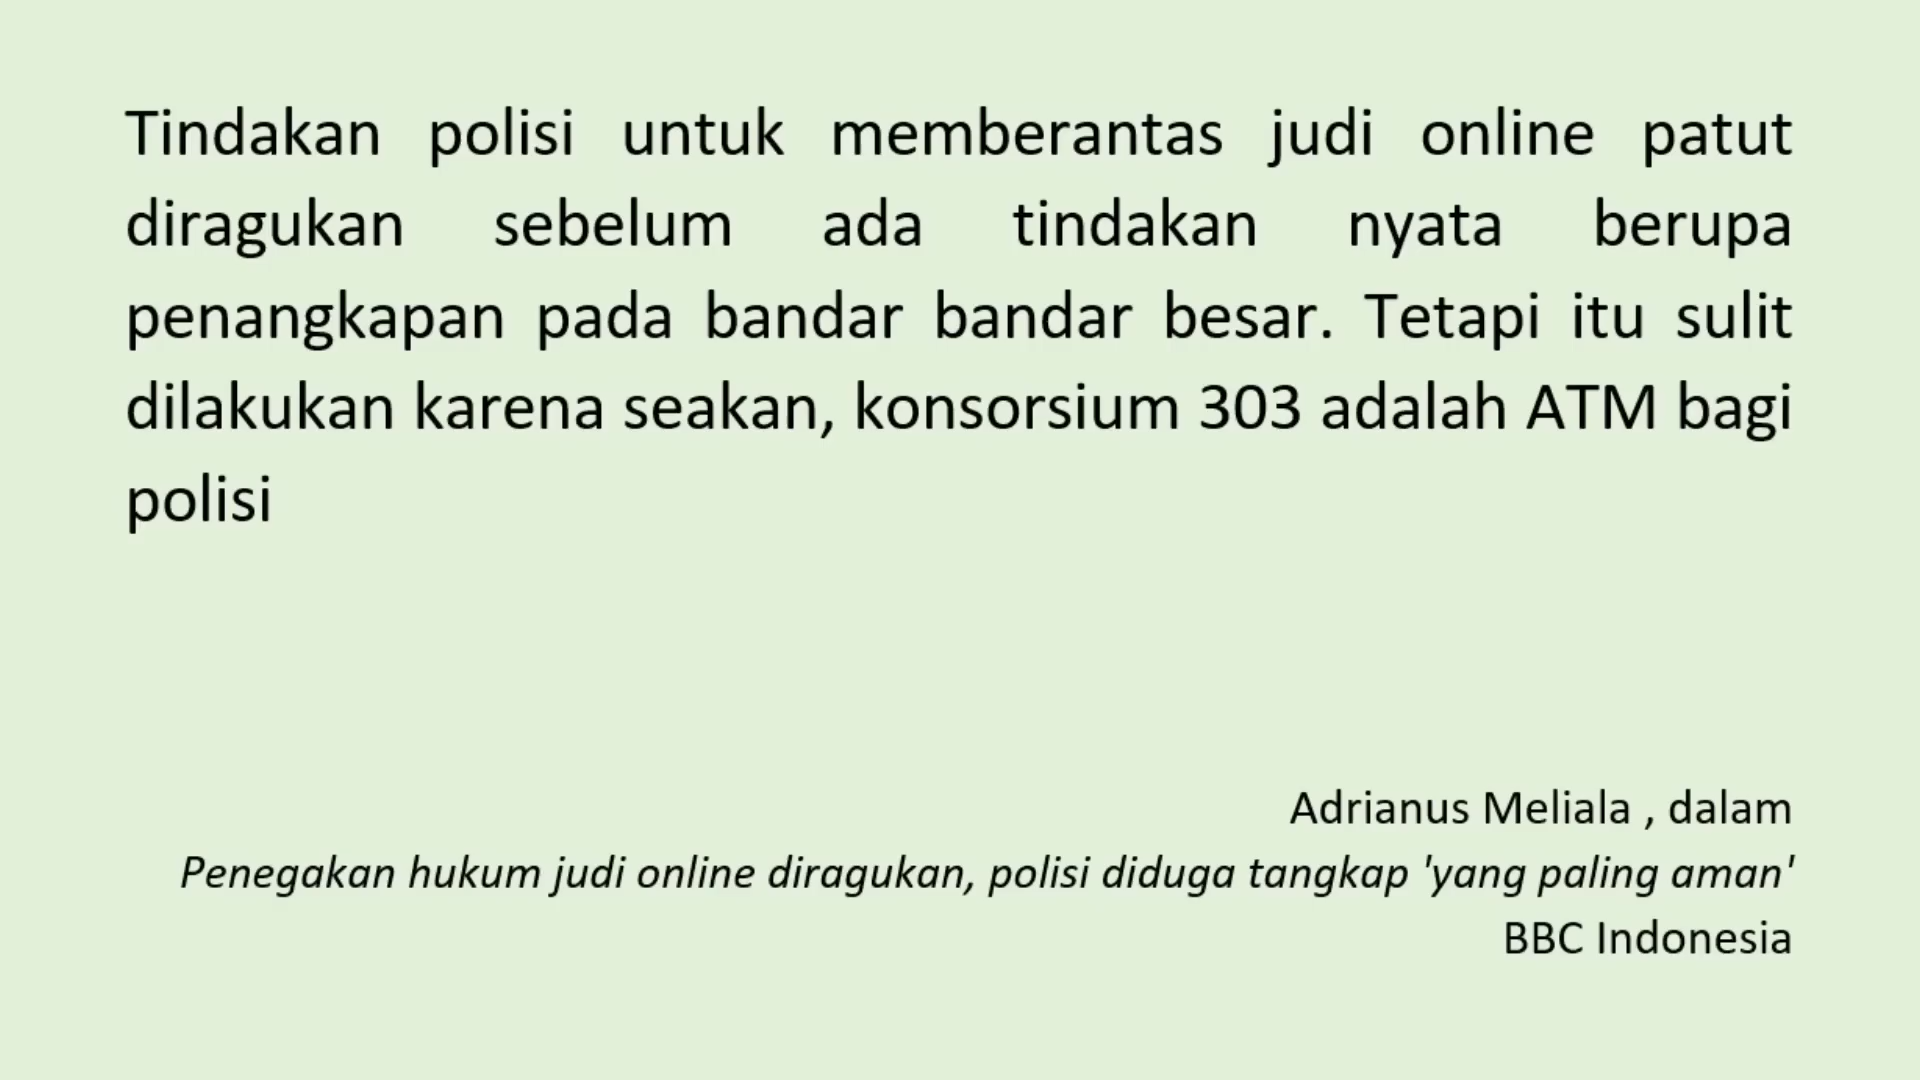 Tindakan polisi untuk memberantas judi online patut
diragukan sebelum ada tindakan nyata berupa
penangkapan pada bandar bandar besar. Tetapi itu sulit
dilakukan karena seakan, konsorsium 303 adalah ATM bagi
polisi
Adrianus Meliala , dalam
Penegakan hukum judi online diragukan, polisi diduga tangkap 'yang paling aman'
BBC Indonesia